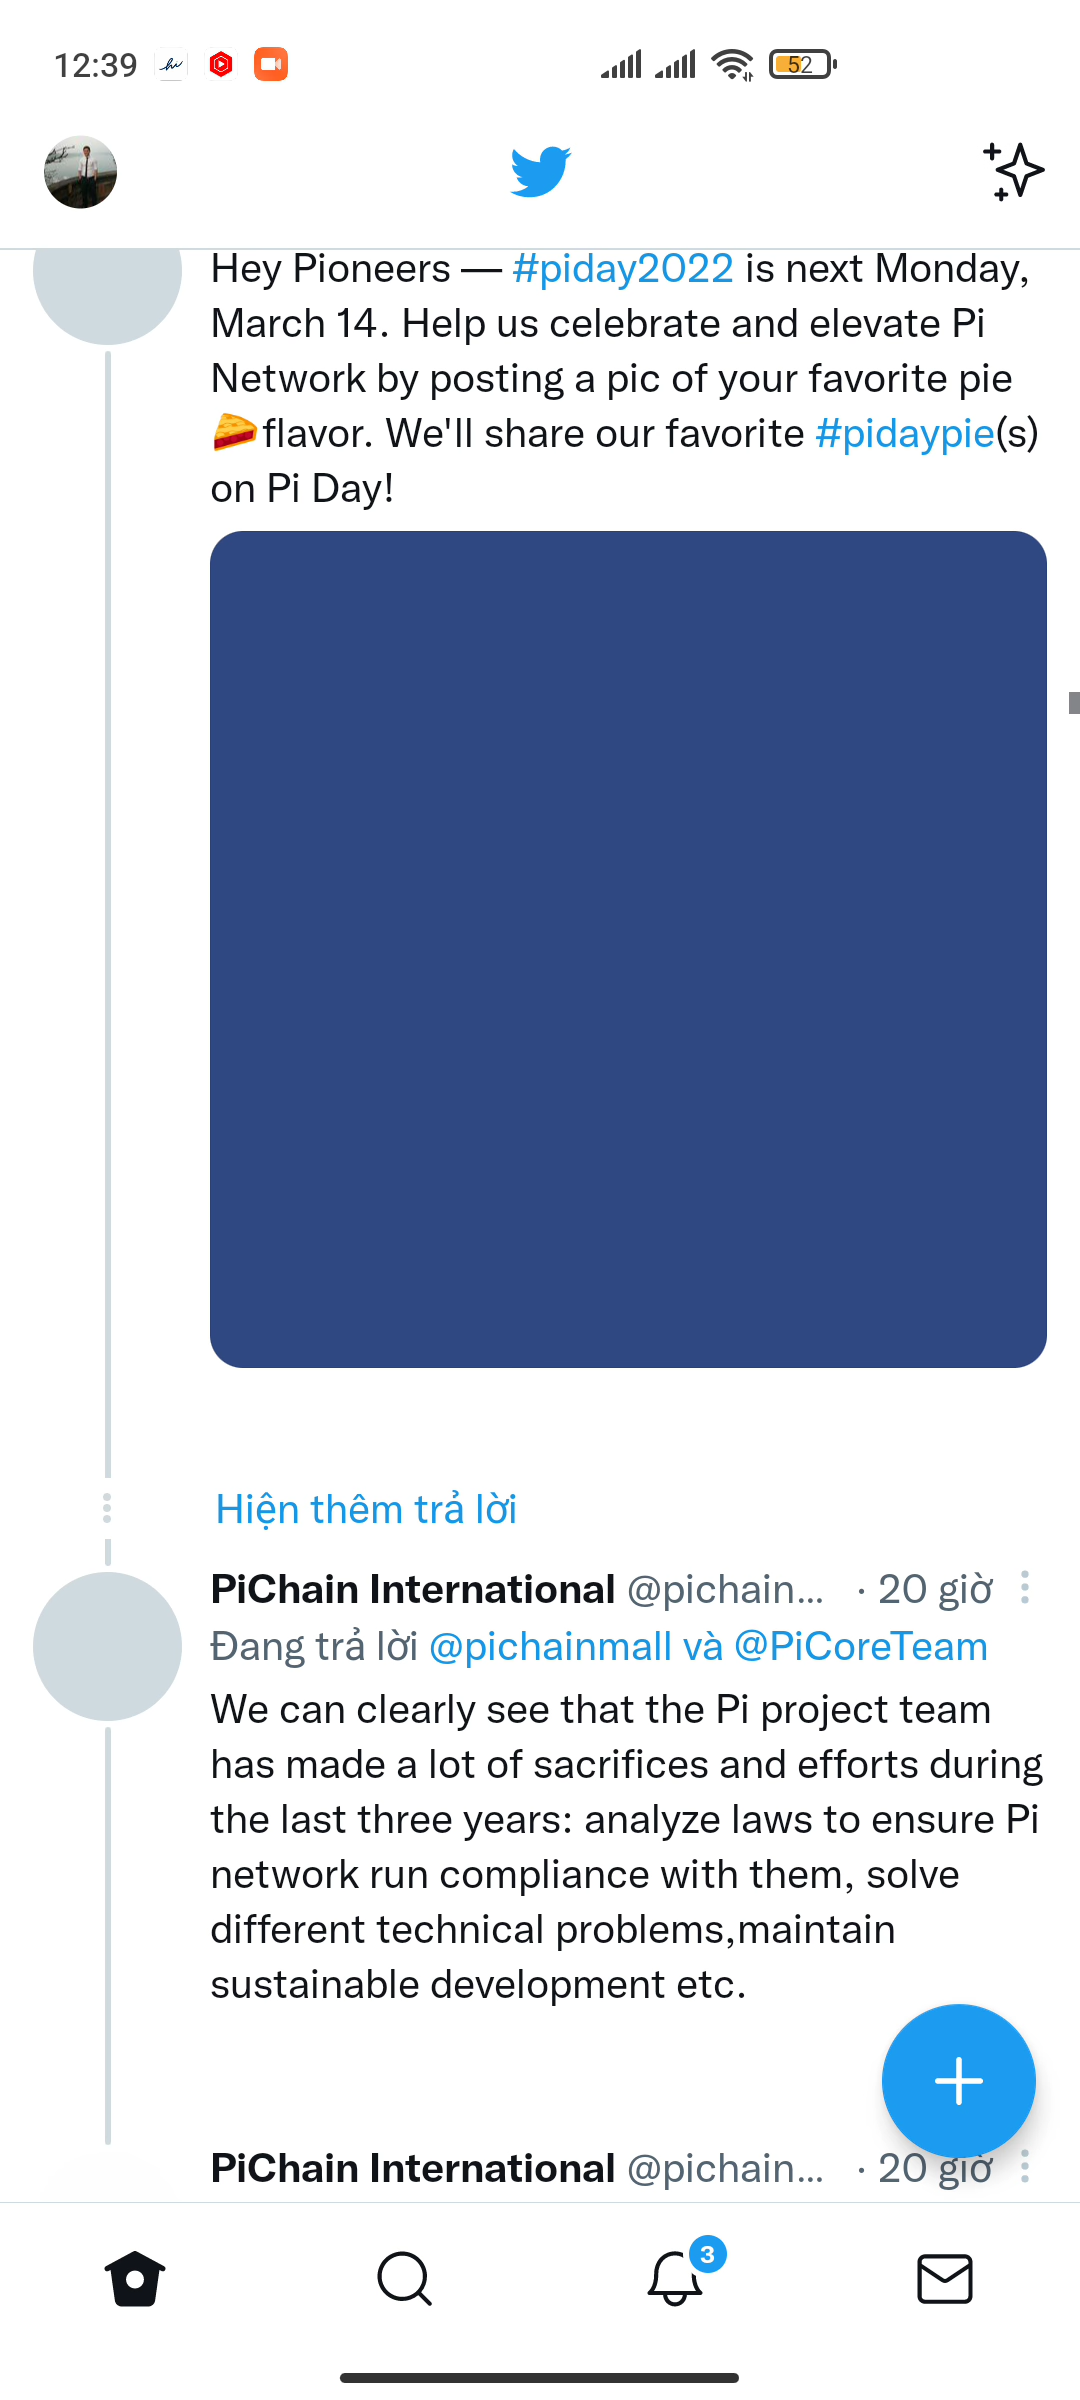 12:39
hi
52
Hey Pioneers — #piday2022 is next Monday,
March 14. Help us celebrate and elevate Pi
Network by posting a pic of your favorite pie
🥧flavor. We'll share our favorite #pidaypie(s)
on Pi Day!
Hiện thêm trả lời
PiChain International @pichain... · 20 giờ
Đang trả lời @pichainmall và @PiCoreTeam
We can clearly see that the Pi project team
has made a lot of sacrifices and efforts during
the last three years: analyze laws to ensure Pi
network run compliance with them, solve
different technical problems,maintain
sustainable development etc.
PiChain International @pichain... · 20 giờ
3